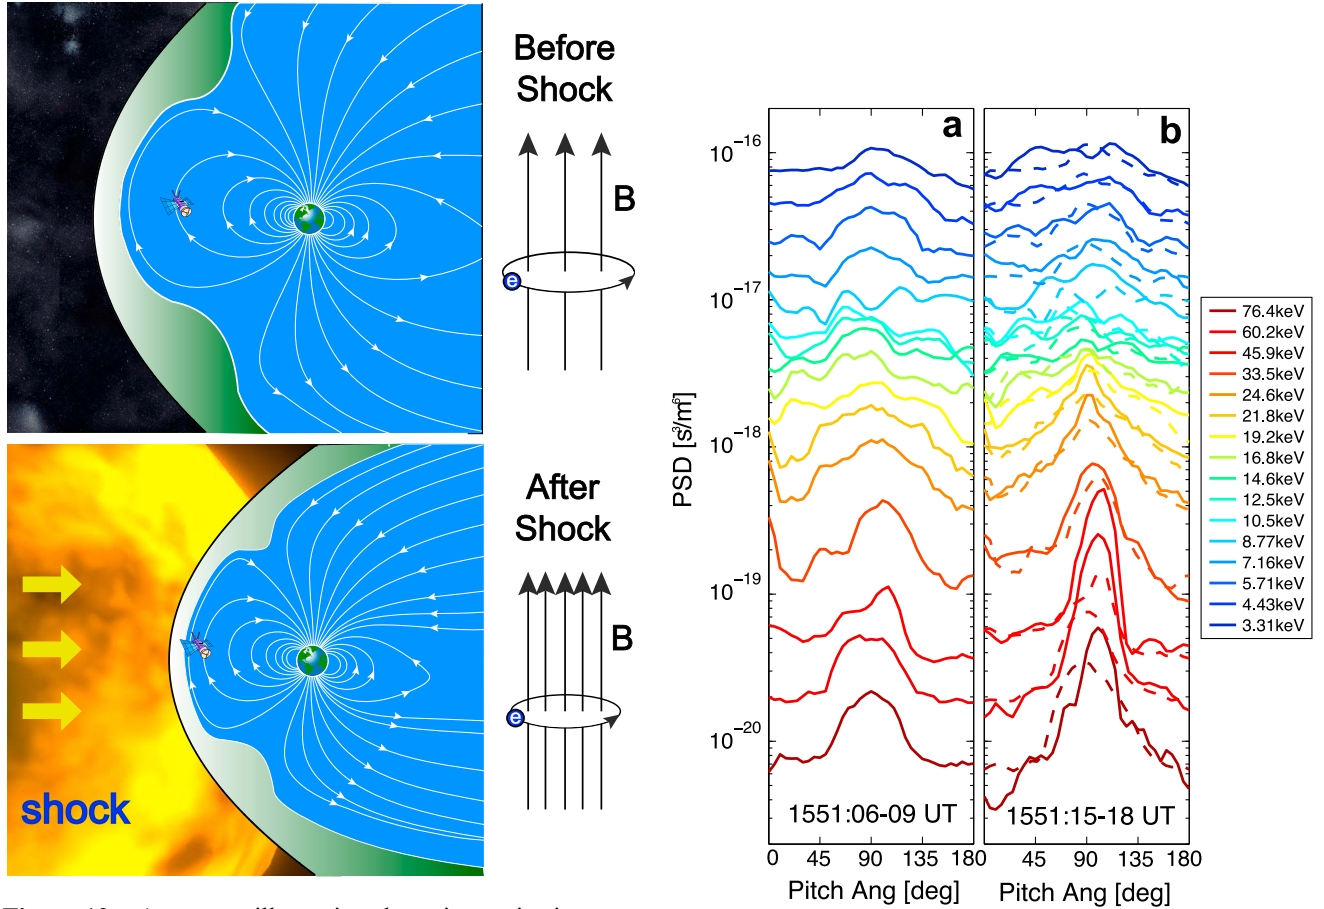 Before
Shock
B
e
After
Shock
B
e
shock
a
b
PSD [s³/m⁶]
10⁻¹⁶
10⁻¹⁷
10⁻¹⁸
10⁻¹⁹
10⁻²⁰
1551:06-09 UT
1551:15-18 UT
0 45 90 135 180 45 90 135 180
Pitch Ang [deg]
Pitch Ang [deg]
76.4keV
60.2keV
45.9keV
33.5keV
24.6keV
21.8keV
19.2keV
16.8keV
14.6keV
12.5keV
10.5keV
8.77keV
7.16keV
5.71keV
4.43keV
3.31keV